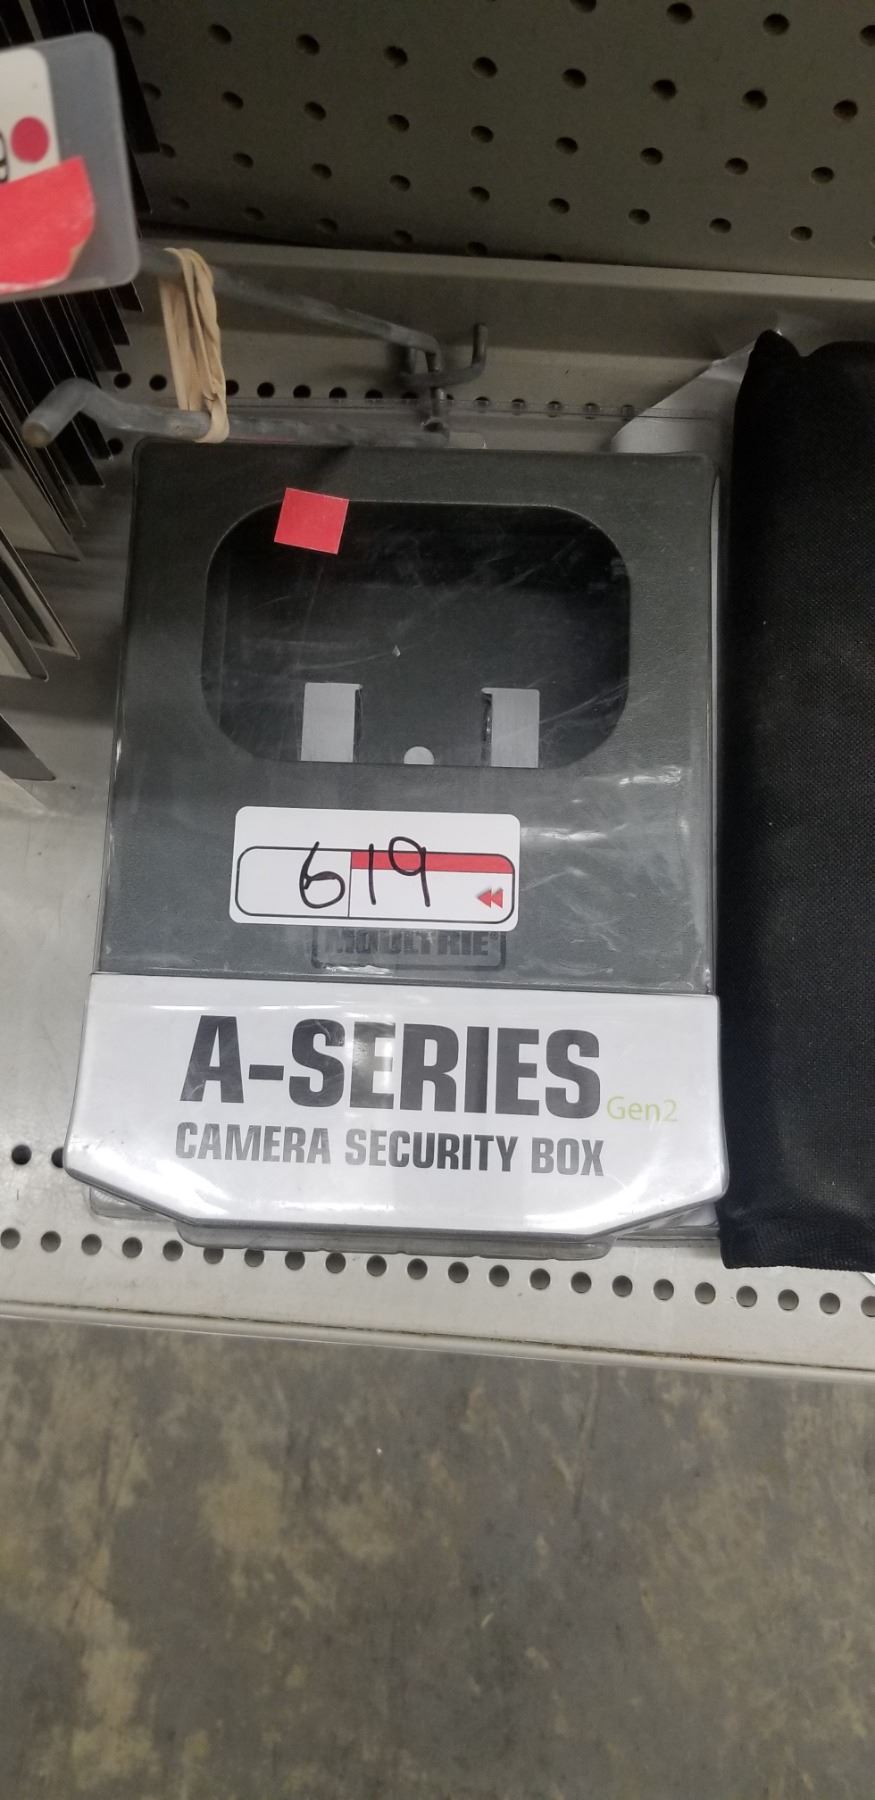 619
MOULTRIE
A-SERIES Gen2
CAMERA SECURITY BOX